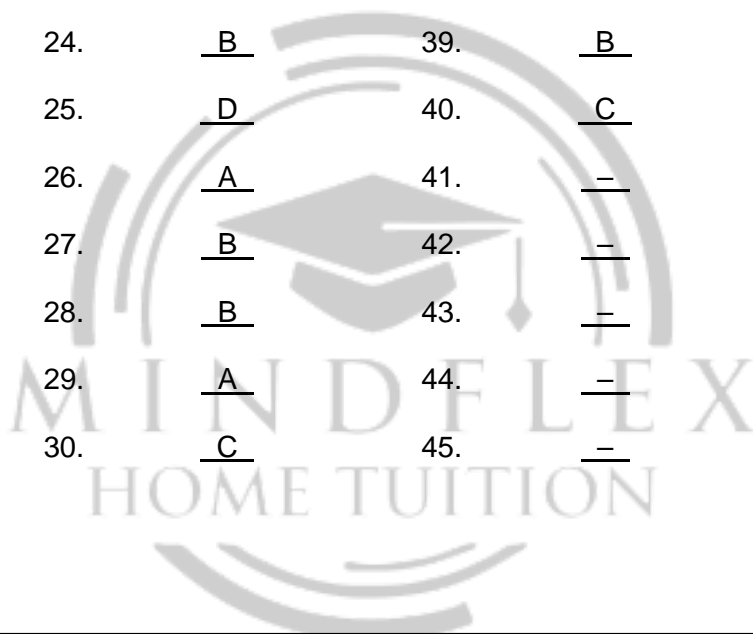 24. B 39. B
25. D 40. C
26. A 41. –
27. B 42. –
28. B 43. –
29. A 44. –
MINDFLEX
30. C 45. –
HOME TUITION